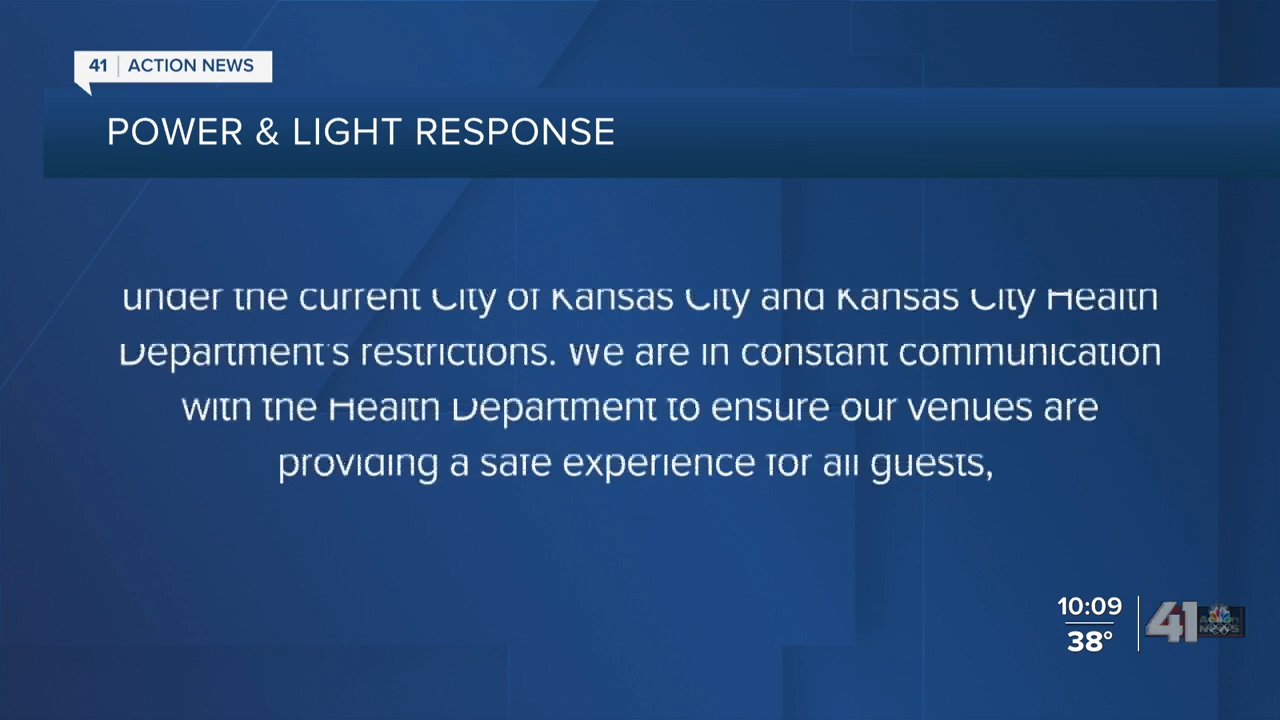 41 | ACTION NEWS
POWER & LIGHT RESPONSE
under the current City of Kansas City and Kansas City Health
Department's restrictions. We are in constant communication
with the Health Department to ensure our venues are
providing a safe experience for all guests,
10:09
38°
41
Action
NEWS